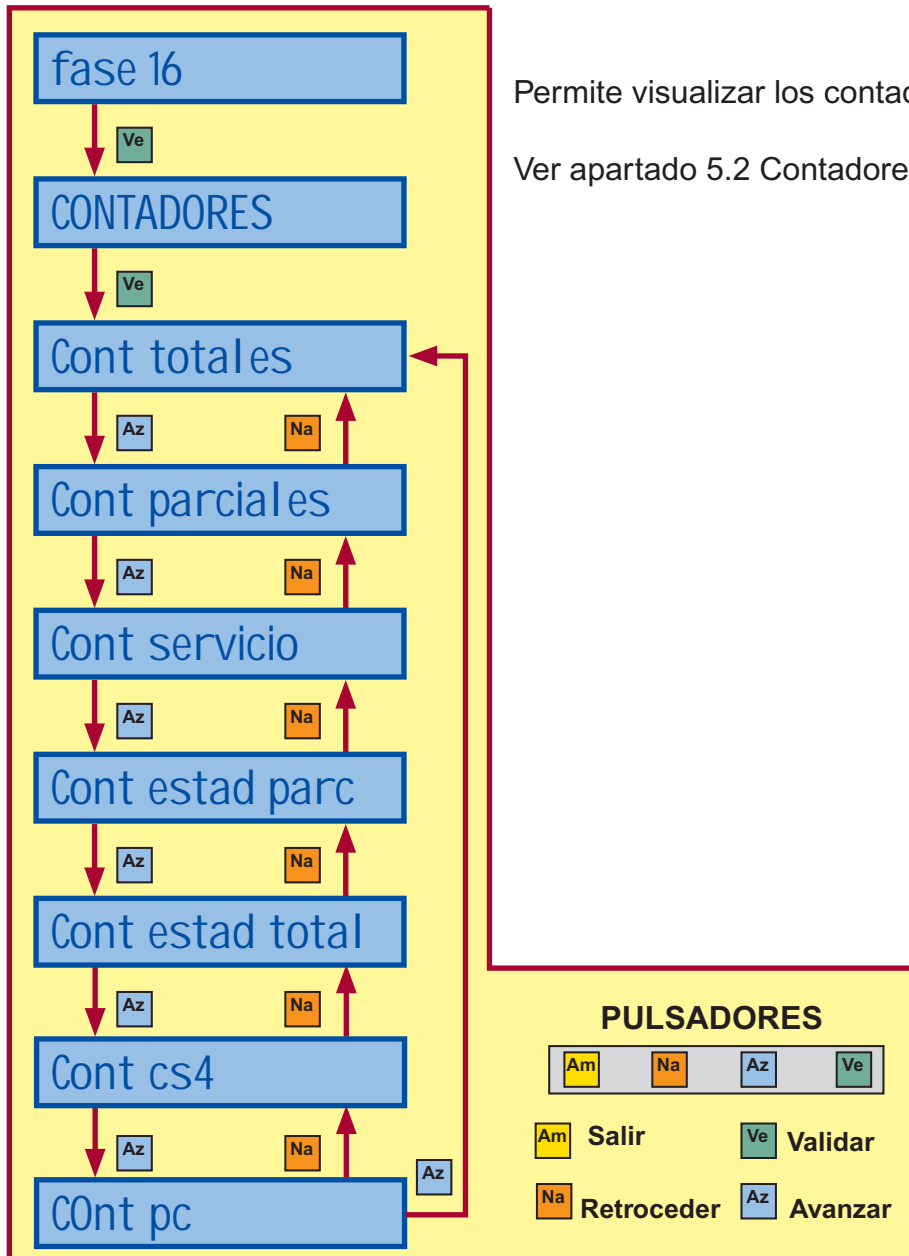 fase 16
Permite visualizar los
Ve
Ver apartado 5.2
CONTADORES
Ve
Cont totales
Az
Na
Cont parciales
Az
Na
Cont servicio
Az
Na
Cont estad parc
Az
Na
Cont estad total
Az
Na
Cont cs4
Az
Na
Az
COnt pc
PULSADORES
Am Na Az Ve
Am Salir
Ve Validar
Na Retroceder
Az Avanzar